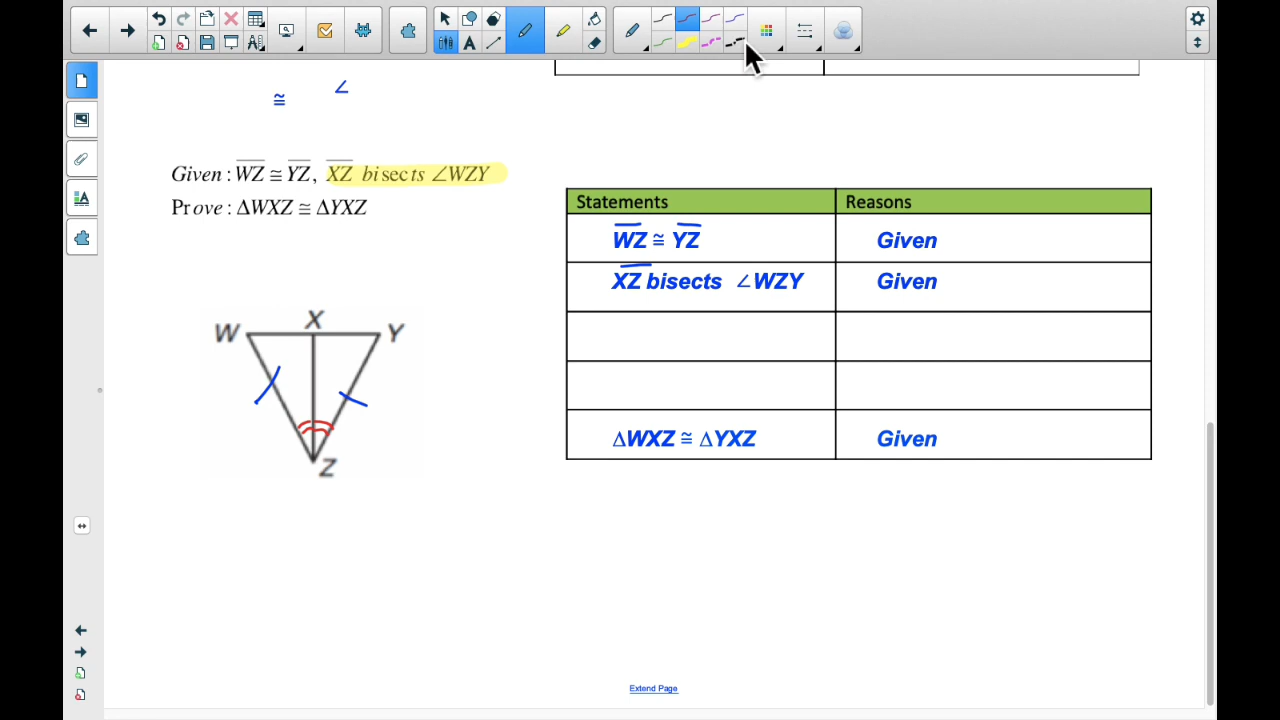 ≅ ∠
Given : WZ ≅ YZ, XZ bisects ∠WZY
Prove : ΔWXZ ≅ ΔYXZ
Statements Reasons
WZ ≅ YZ Given
XZ bisects ∠WZY Given
ΔWXZ ≅ ΔYXZ Given
W X Y
Z
Extend Page